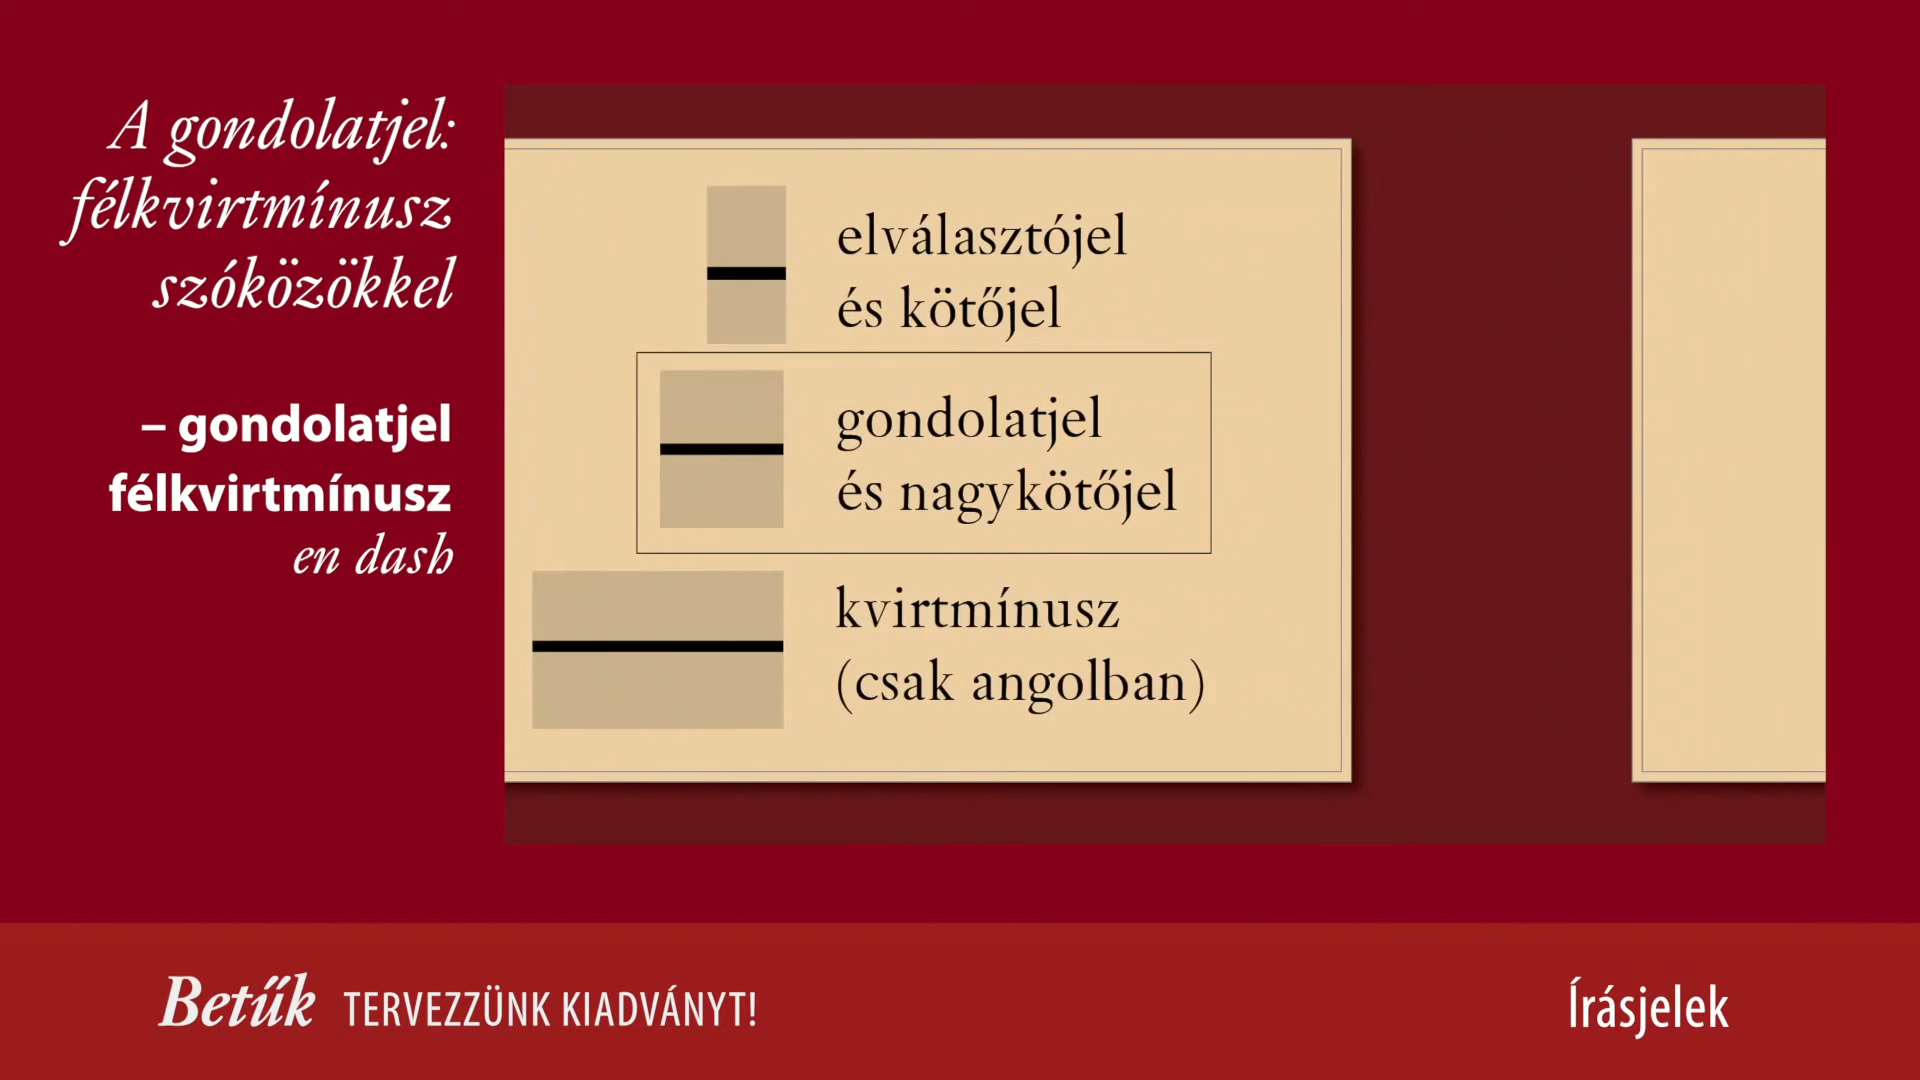 A gondolatjel:
félkvirtmínusz
szóközökkel
– gondolatjel
félkvirtmínusz
en dash
elválasztójel
és kötőjel
gondolatjel
és nagykötőjel
kvirtmínusz
(csak angolban)
Betűk TERVEZZÜNK KIADVÁNYT!
Írásjelek